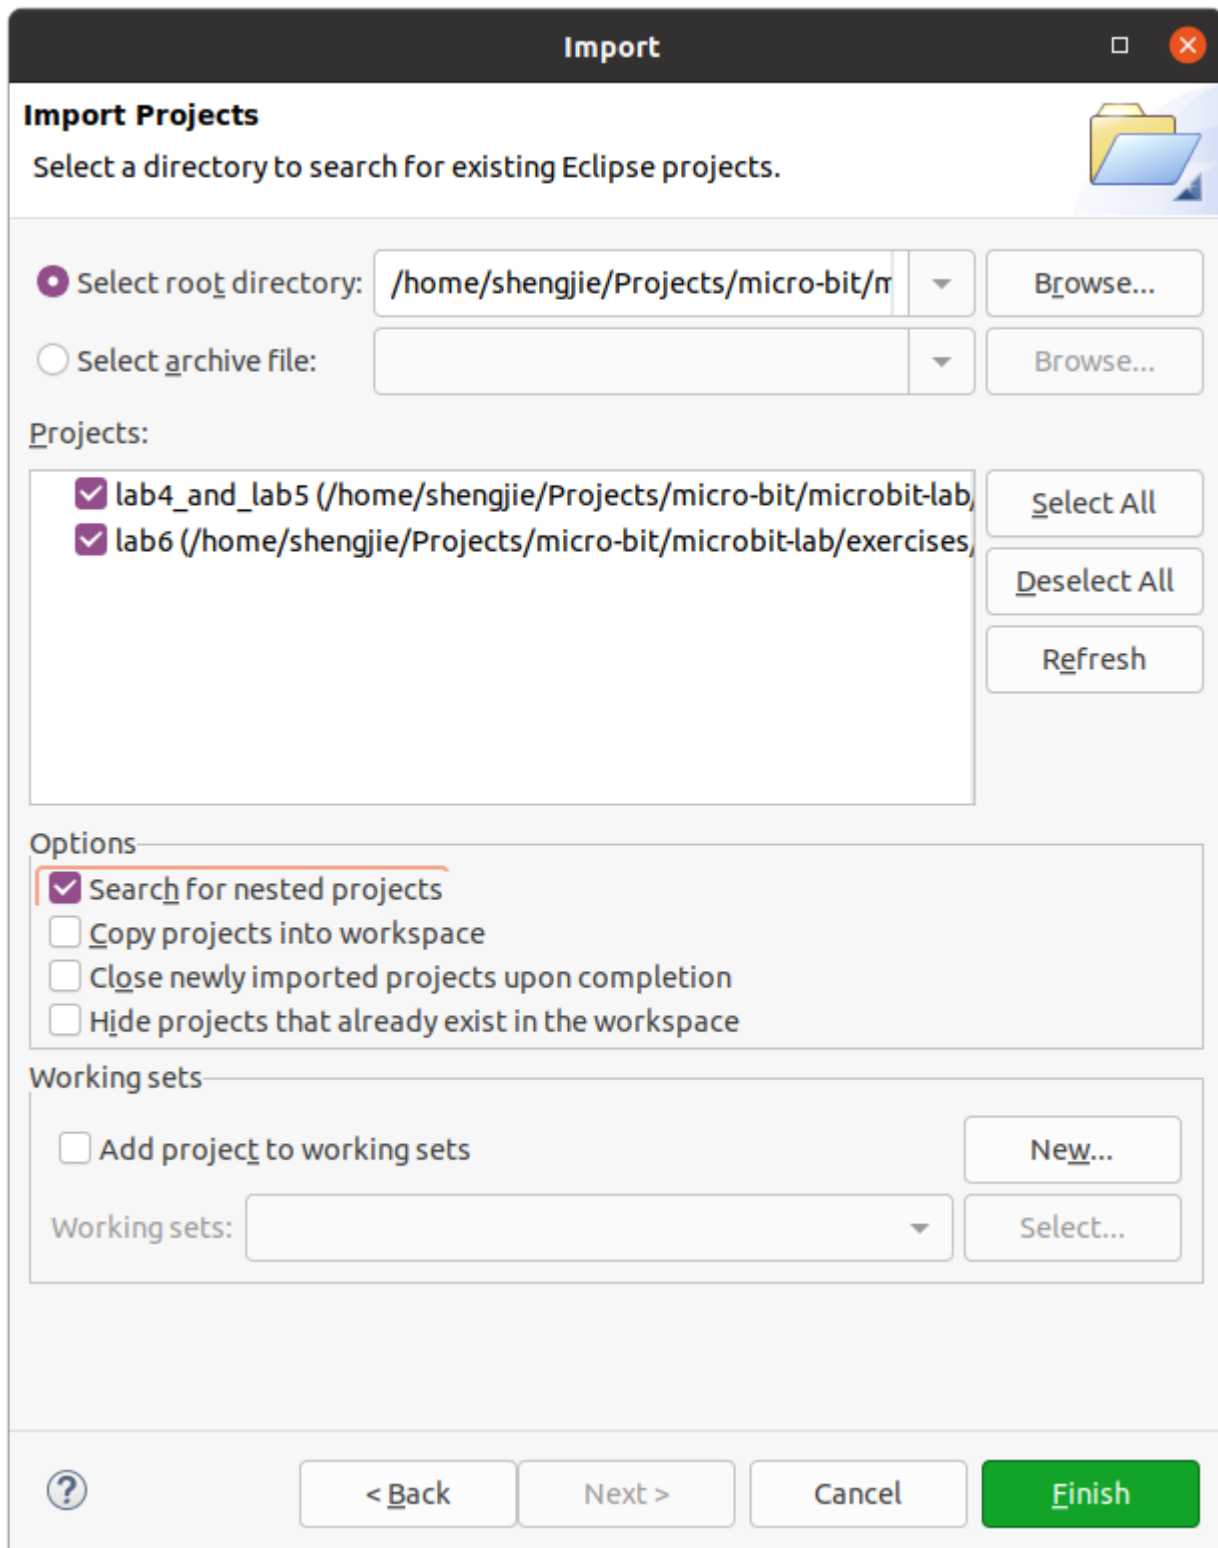 Import
Import Projects
Select a directory to search for existing Eclipse projects.
Select root directory: /home/shengjie/Projects/micro-bit/m Browse...
Select archive file: Browse...
Projects:
lab4_and_lab5 (/home/shengjie/Projects/micro-bit/microbit-lab/ Select All
lab6 (/home/shengjie/Projects/micro-bit/microbit-lab/exercises/
Deselect All
Refresh
Options
Search for nested projects
Copy projects into workspace
Close newly imported projects upon completion
Hide projects that already exist in the workspace
Working sets
Add project to working sets New...
Working sets: Select...
? < Back Next > Cancel Finish